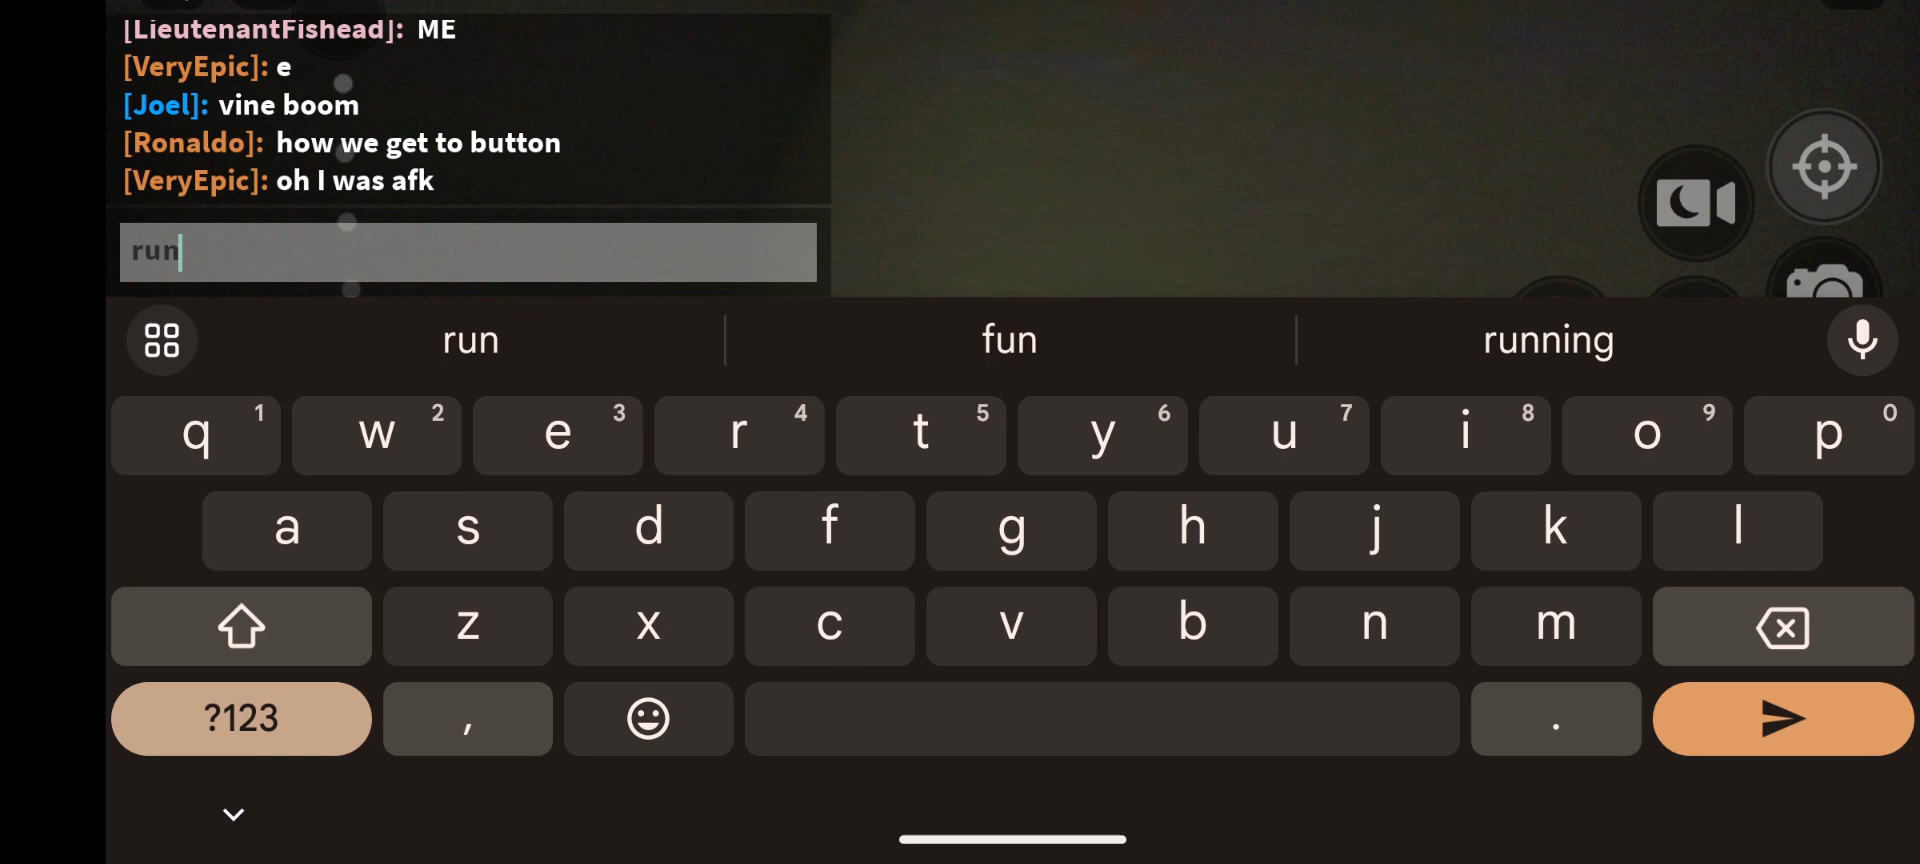 [LieutenantFishead]: ME
[VeryEpic]: e
[Joel]: vine boom
[Ronaldo]: how we get to button
[VeryEpic]: oh I was afk
run
run fun running
q 1 w 2 e 3 r 4 t 5 y 6 u 7 i 8 o 9 p 0
a s d f g h j k l
z x c v b n m
?123 , .